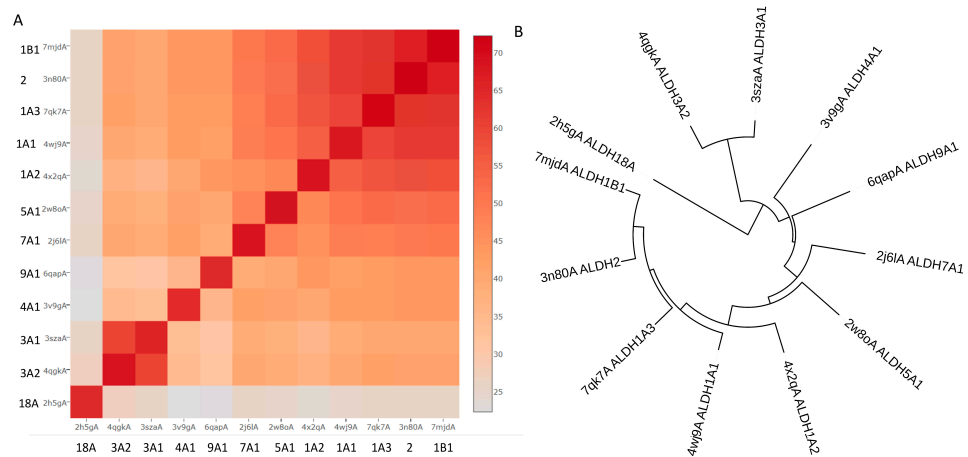 A
B
1B1 7mjdA
2 3n80A
1A3 7qk7A
1A1 4wj9A
1A2 4x2qA
5A1 2w8oA
7A1 2j6lA
9A1 6qapA
4A1 3v9gA
3A1 3szaA
3A2 4qgkA
18A 2h5gA
2h5gA 4qgkA 3szaA 3v9gA 6qapA 2j6lA 2w8oA 4x2qA 4wj9A 7qk7A 3n80A 7mjdA
18A 3A2 3A1 4A1 9A1 7A1 5A1 1A2 1A1 1A3 2 1B1
70
65
60
55
50
45
40
35
30
25
4qgkA ALDH3A2
3szaA ALDH3A1
3v9gA ALDH4A1
6qapA ALDH9A1
2j6lA ALDH7A1
2w8oA ALDH5A1
4x2qA ALDH1A2
4wj9A ALDH1A1
7qk7A ALDH1A3
3n80A ALDH2
7mjdA ALDH1B1
2h5gA ALDH18A